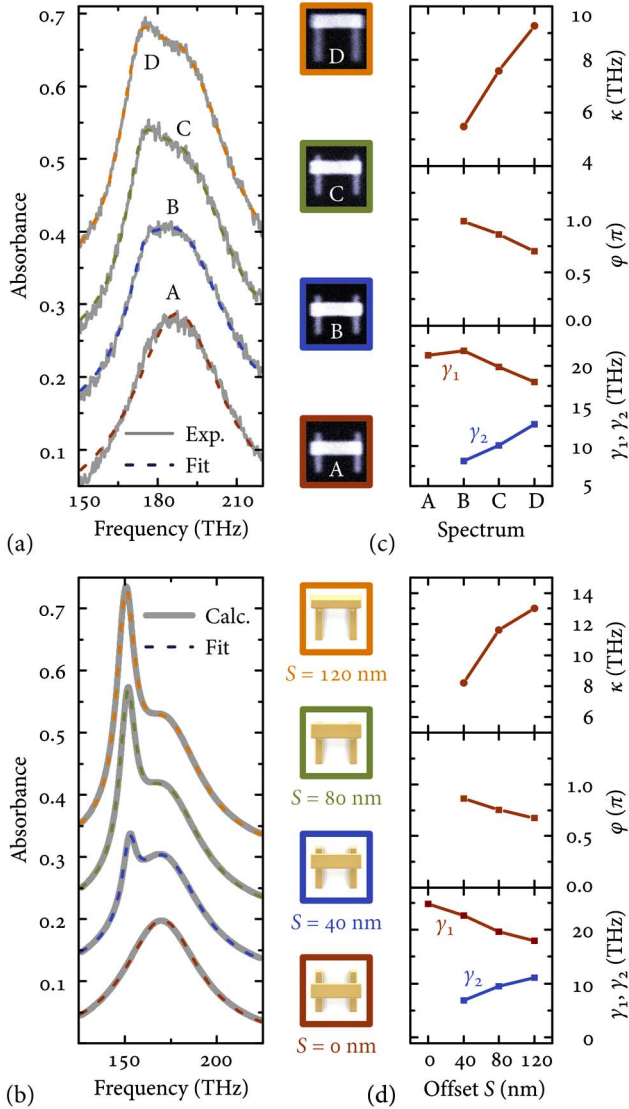 0.7
0.6
0.5
0.4
0.3
0.2
0.1
Absorbance
D
C
B
A
Exp.
Fit
150
180
210
Frequency (THz)
(a)
D
C
B
A
10
8
6
4
κ (THz)
1.0
0.5
0.0
φ (π)
20
15
10
5
γ1, γ2 (THz)
γ1
γ2
A B C D
Spectrum
(c)
0.7
0.6
0.5
0.4
0.3
0.2
0.1
Absorbance
Calc.
Fit
150
175
200
Frequency (THz)
(b)
S = 120 nm
S = 80 nm
S = 40 nm
S = 0 nm
14
12
10
8
6
κ (THz)
1.0
0.5
0.0
φ (π)
20
10
0
γ1, γ2 (THz)
γ1
γ2
0 40 80 120
Offset S (nm)
(d)